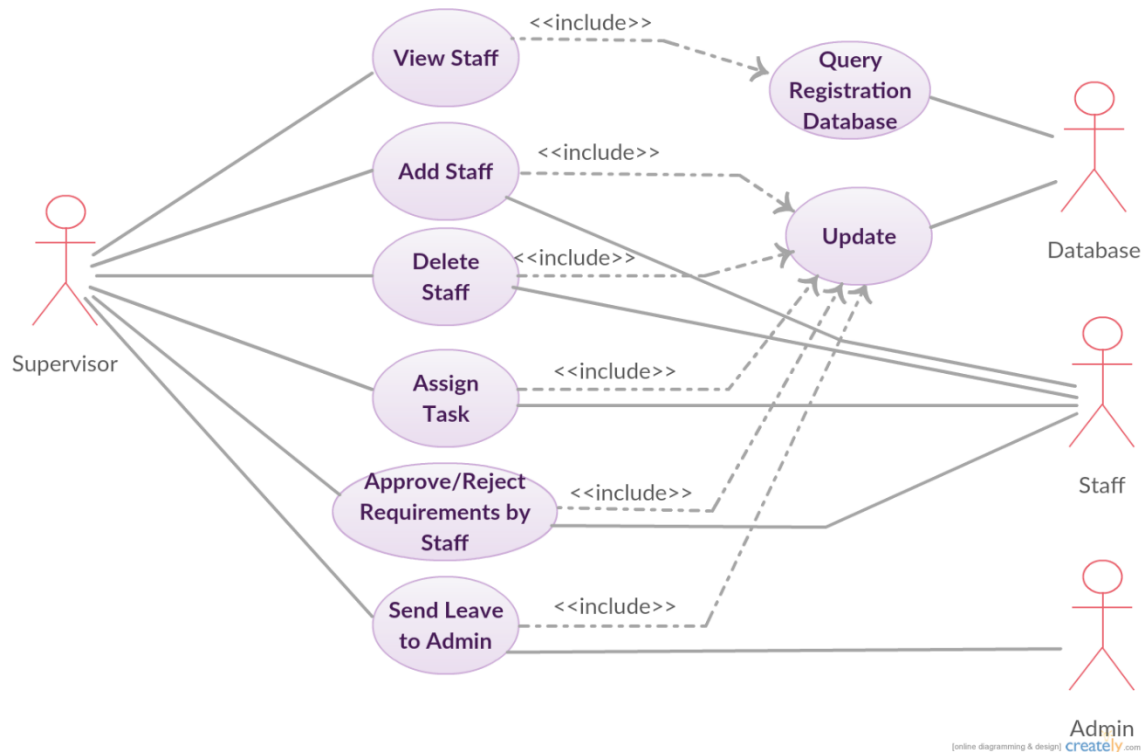 <<include>>
View Staff
Query
Registration
Database
<<include>>
Add Staff
Update
Database
<<include>>
Delete
Staff
Supervisor
<<include>>
Assign
Task
Staff
Approve/Reject
Requirements by
Staff
<<include>>
<<include>>
Send Leave
to Admin
Admin
[online diagramming & design] creately.com